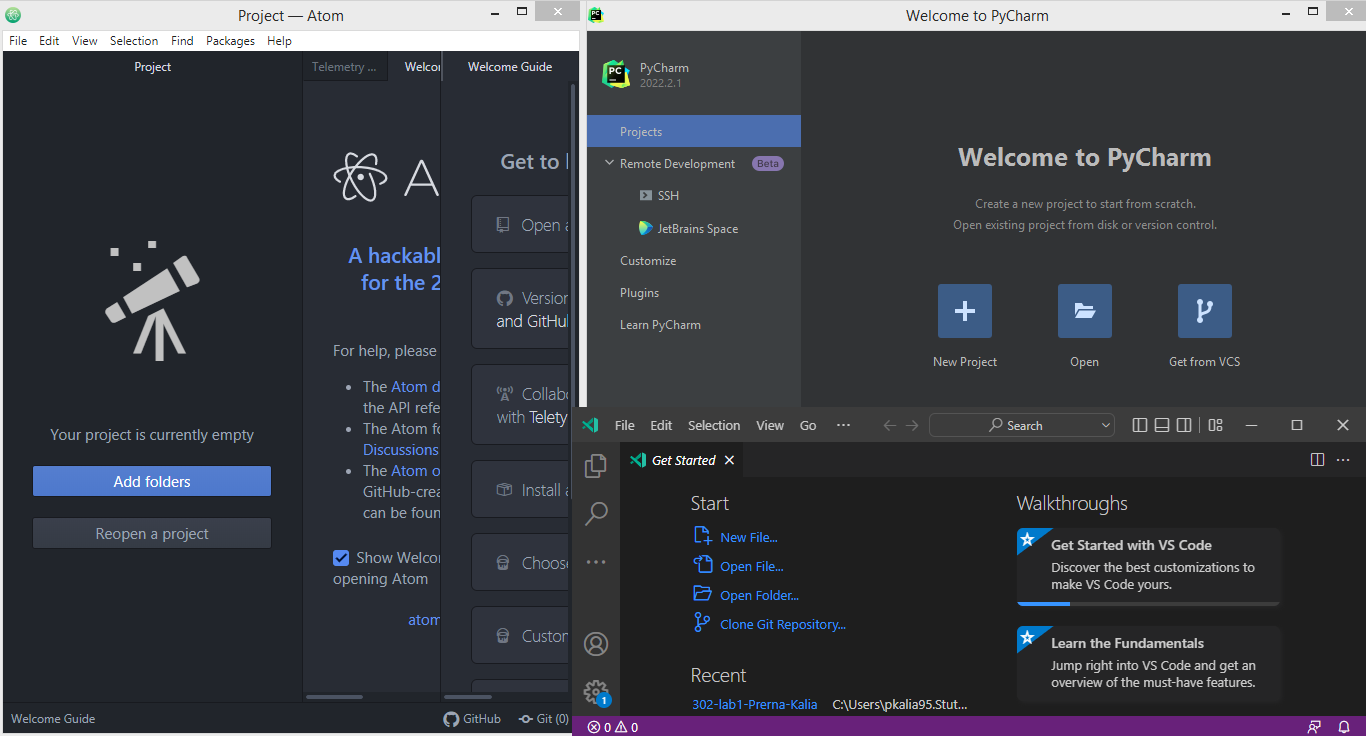 Project — Atom
File Edit View Selection Find Packages Help
Project
Telemetry ...
Welcor
Welcome Guide
Your project is currently empty
Add folders
Reopen a project
A
A hackabl
for the 2
For help, please
The Atom d
the API refe
The Atom fo
Discussions
The Atom o
GitHub-crea
can be foun
Show Welco
opening Atom
atom
Get to
Open a
Version
and GitHu
Collabo
with Telety
Install a
Choose
Custom
Welcome Guide
GitHub
Git (0)
Welcome to PyCharm
PC
PyCharm
2022.2.1
Projects
Remote Development Beta
SSH
JetBrains Space
Customize
Plugins
Learn PyCharm
Welcome to PyCharm
Create a new project to start from scratch.
Open existing project from disk or version control.
New Project
Open
Get from VCS
File Edit Selection View Go ...
Search
Get Started
Start
New File...
Open File...
Open Folder...
Clone Git Repository...
Recent
302-lab1-Prerna-Kalia C:\Users\pkalia95.Stut...
Walkthroughs
Get Started with VS Code
Discover the best customizations to
make VS Code yours.
Learn the Fundamentals
Jump right into VS Code and get an
overview of the must-have features.
1
0 0